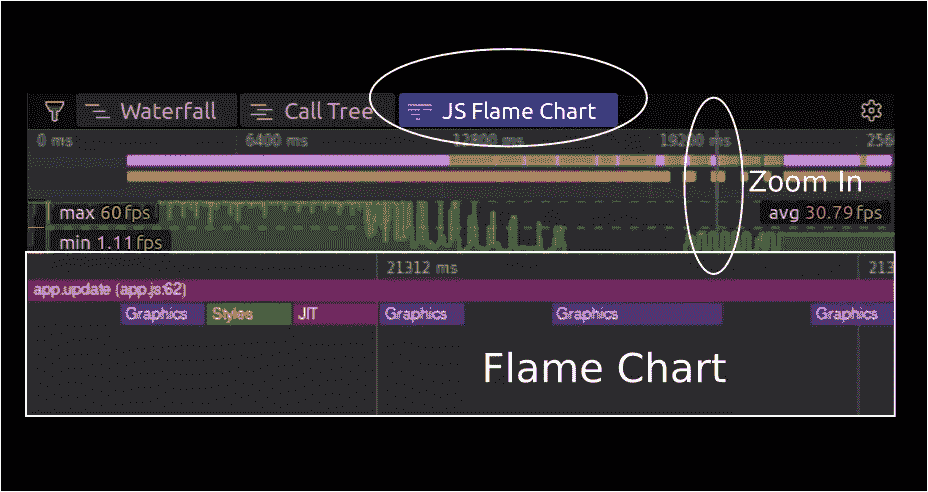 Waterfall Call Tree JS Flame Chart
0 ms 6400 ms 12800 ms 19200 ms 2560
Zoom In
max 60 fps avg 30.79 fps
min 1.11 fps
21312 ms 213
app.update (app.js:62)
Graphics Styles JIT Graphics Graphics Graphics
Flame Chart